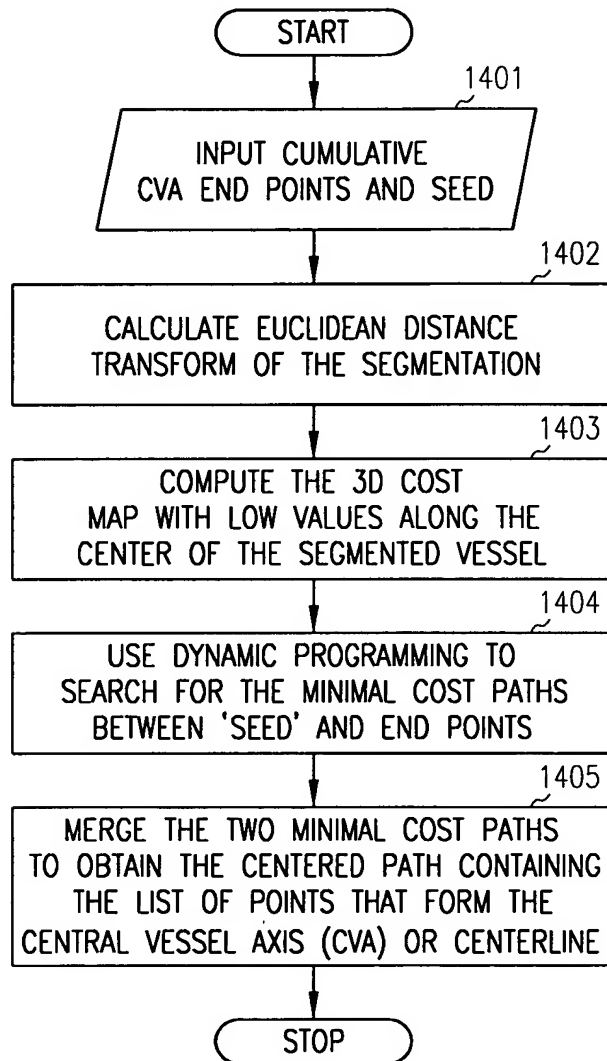 START
1401
INPUT CUMULATIVE
CVA END POINTS AND SEED
1402
CALCULATE EUCLIDEAN DISTANCE
TRANSFORM OF THE SEGMENTATION
1403
COMPUTE THE 3D COST
MAP WITH LOW VALUES ALONG THE
CENTER OF THE SEGMENTED VESSEL
1404
USE DYNAMIC PROGRAMMING TO
SEARCH FOR THE MINIMAL COST PATHS
BETWEEN 'SEED' AND END POINTS
1405
MERGE THE TWO MINIMAL COST PATHS
TO OBTAIN THE CENTERED PATH CONTAINING
THE LIST OF POINTS THAT FORM THE
CENTRAL VESSEL AXIS (CVA) OR CENTERLINE
STOP